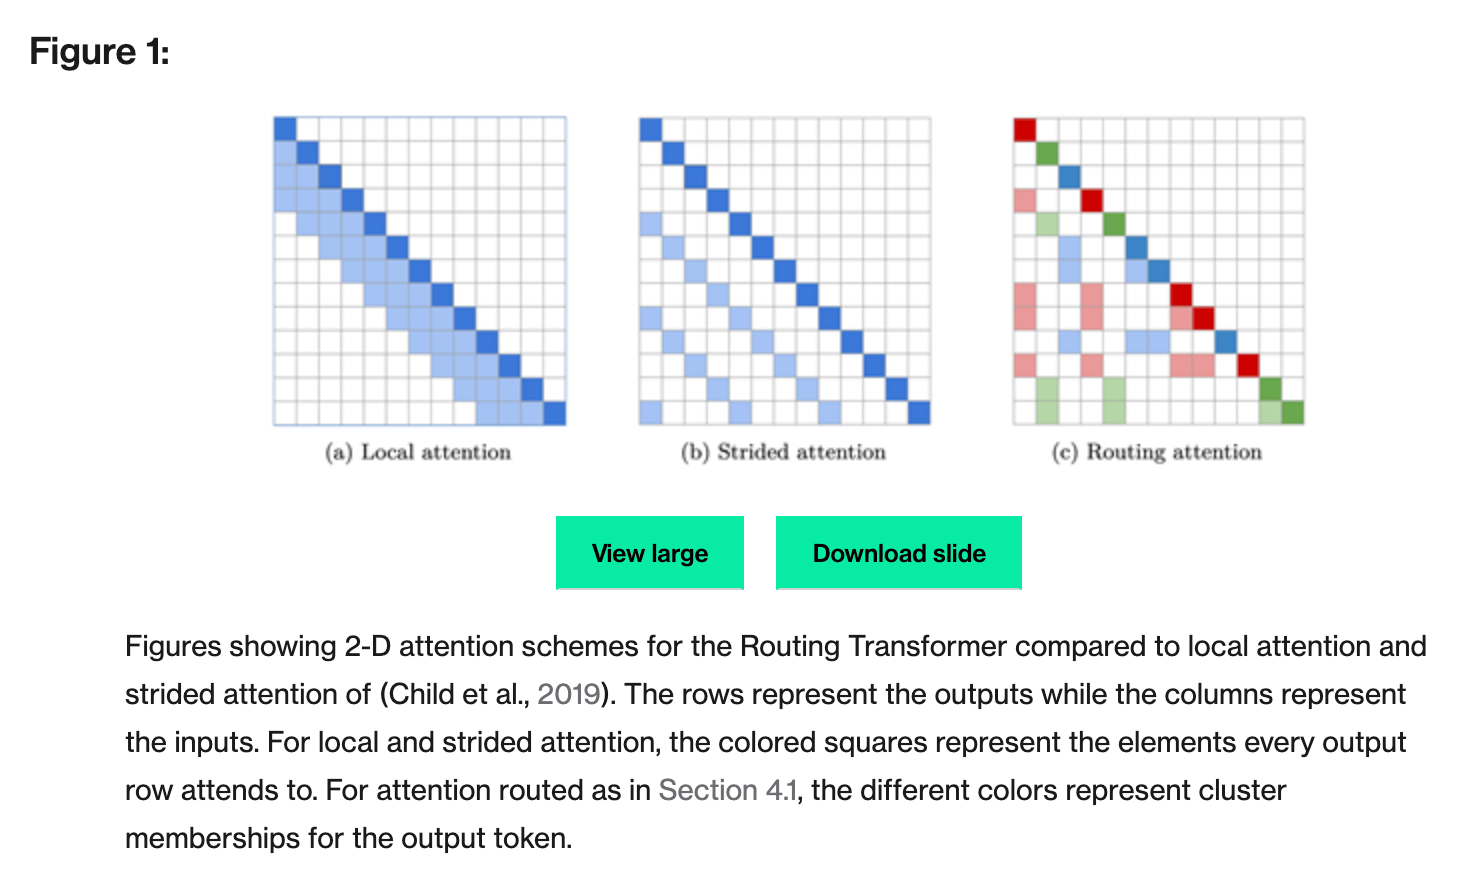 Figure 1:
(a) Local attention
(b) Strided attention
(c) Routing attention
View large
Download slide
Figures showing 2-D attention schemes for the Routing Transformer compared to local attention and
strided attention of (Child et al., 2019). The rows represent the outputs while the columns represent
the inputs. For local and strided attention, the colored squares represent the elements every output
row attends to. For attention routed as in Section 4.1, the different colors represent cluster
memberships for the output token.